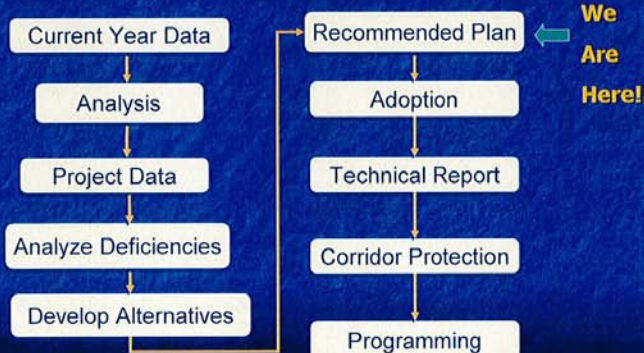 Current Year Data
Analysis
Project Data
Analyze Deficiencies
Develop Alternatives
Recommended Plan
Adoption
Technical Report
Corridor Protection
Programming
We
Are
Here!